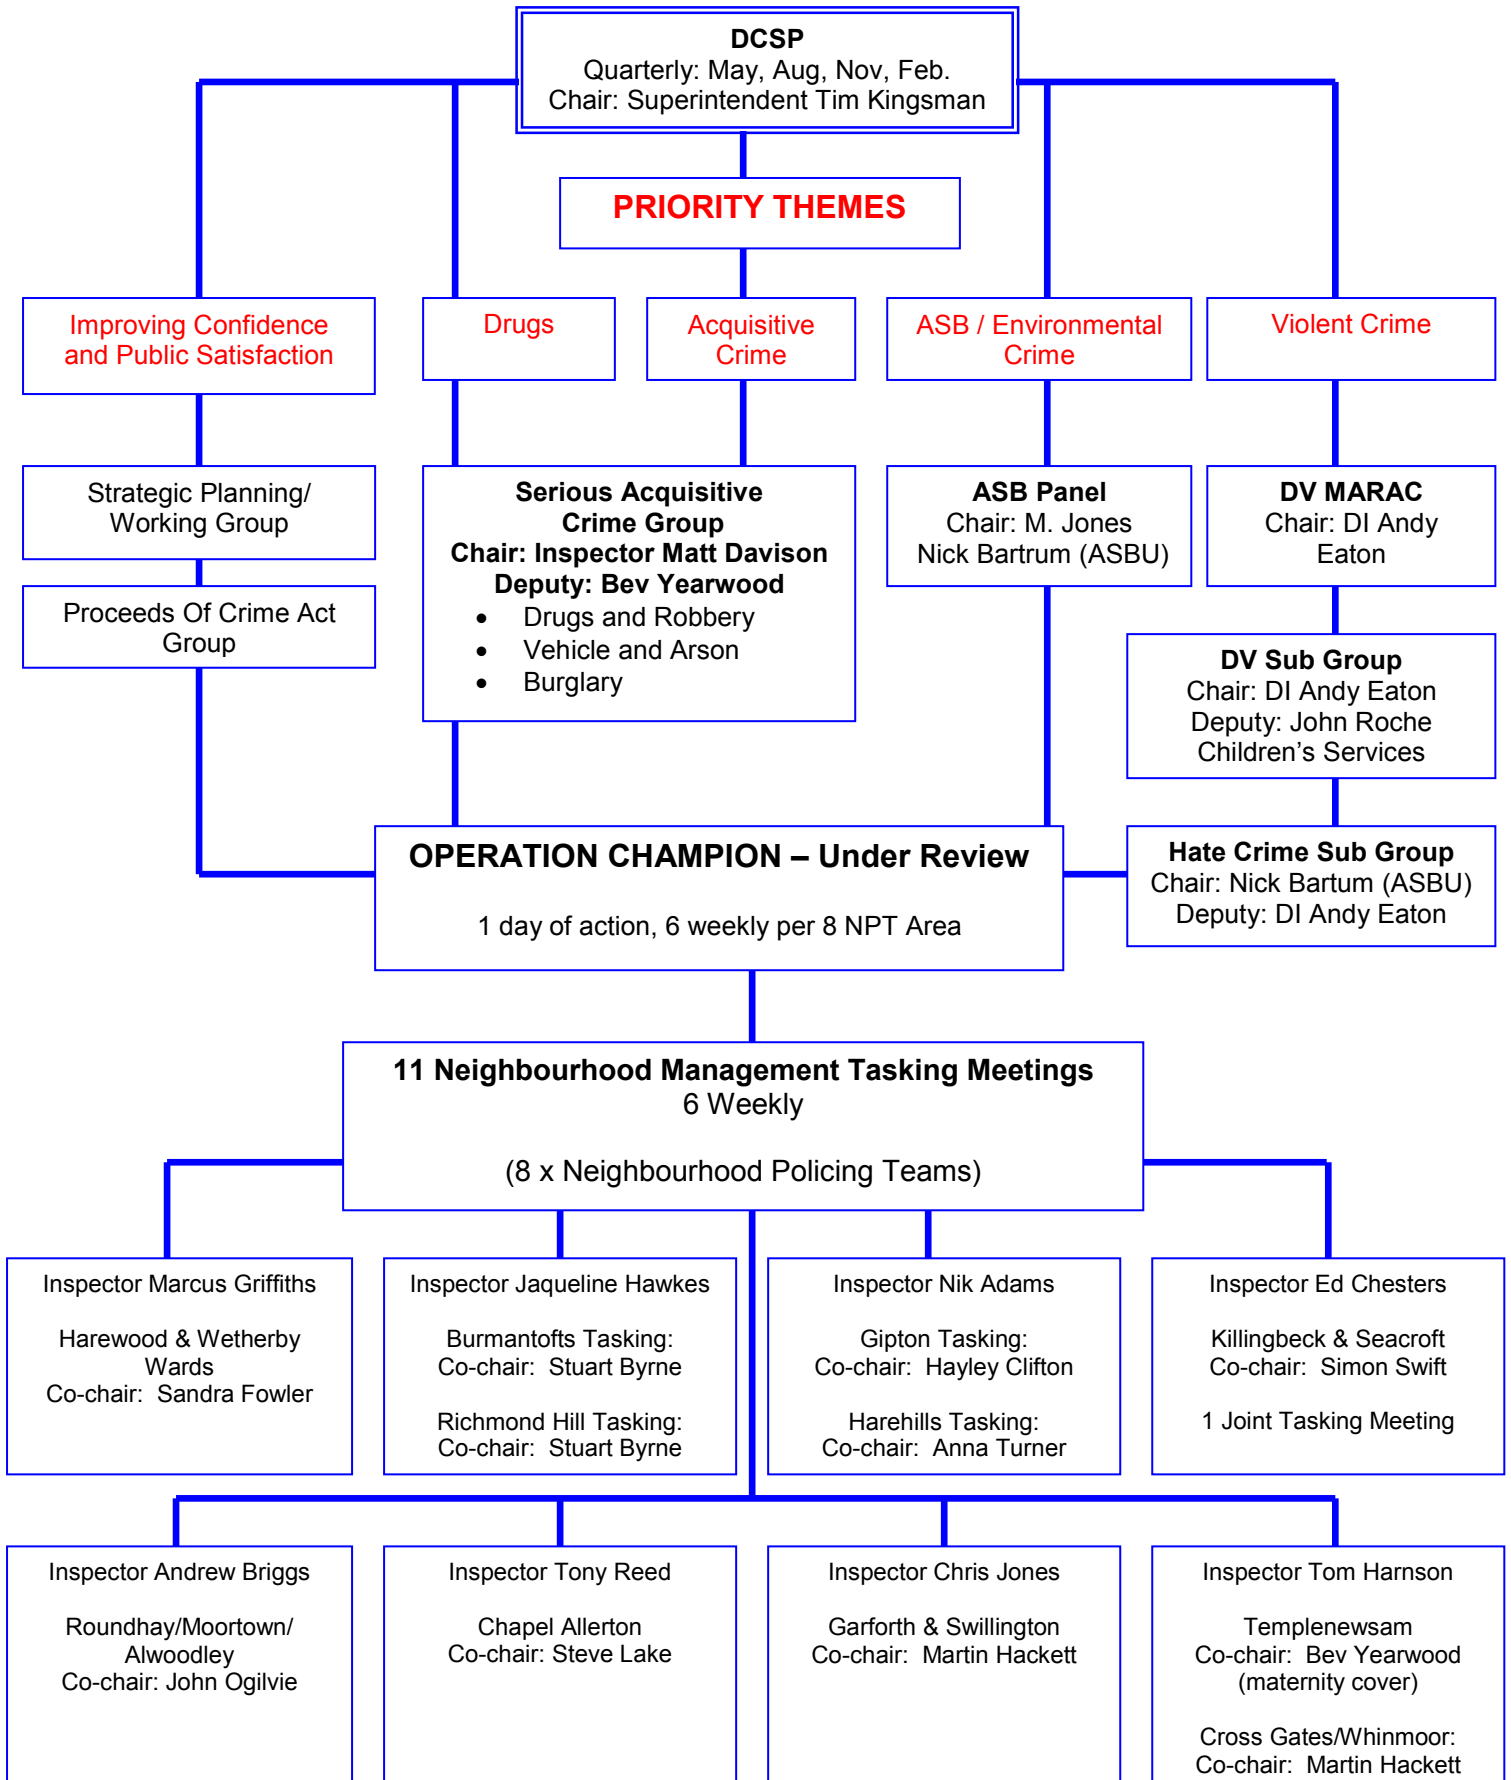 DCSP
Quarterly: May, Aug, Nov, Feb.
Chair: Superintendent Tim Kingsman
PRIORITY THEMES
Improving Confidence
and Public Satisfaction
Drugs
Acquisitive
Crime
ASB / Environmental
Crime
Violent Crime
Strategic Planning/
Working Group
Proceeds Of Crime Act
Group
Serious Acquisitive
Crime Group
Chair: Inspector Matt Davison
Deputy: Bev Yearwood
• Drugs and Robbery
• Vehicle and Arson
• Burglary
ASB Panel
Chair: M. Jones
Nick Bartrum (ASBU)
DV MARAC
Chair: DI Andy
Eaton
DV Sub Group
Chair: DI Andy Eaton
Deputy: John Roche
Children’s Services
Hate Crime Sub Group
Chair: Nick Bartum (ASBU)
Deputy: DI Andy Eaton
OPERATION CHAMPION – Under Review
1 day of action, 6 weekly per 8 NPT Area
11 Neighbourhood Management Tasking Meetings
6 Weekly
(8 x Neighbourhood Policing Teams)
Inspector Marcus Griffiths
Harewood & Wetherby
Wards
Co-chair: Sandra Fowler
Inspector Jaqueline Hawkes
Burmantofts Tasking:
Co-chair: Stuart Byrne
Richmond Hill Tasking:
Co-chair: Stuart Byrne
Inspector Nik Adams
Gipton Tasking:
Co-chair: Hayley Clifton
Harehills Tasking:
Co-chair: Anna Turner
Inspector Ed Chesters
Killingbeck & Seacroft
Co-chair: Simon Swift
1 Joint Tasking Meeting
Inspector Andrew Briggs
Roundhay/Moortown/
Alwoodley
Co-chair: John Ogilvie
Inspector Tony Reed
Chapel Allerton
Co-chair: Steve Lake
Inspector Chris Jones
Garforth & Swillington
Co-chair: Martin Hackett
Inspector Tom Harnson
Templenewsam
Co-chair: Bev Yearwood
(maternity cover)
Cross Gates/Whinmoor:
Co-chair: Martin Hackett